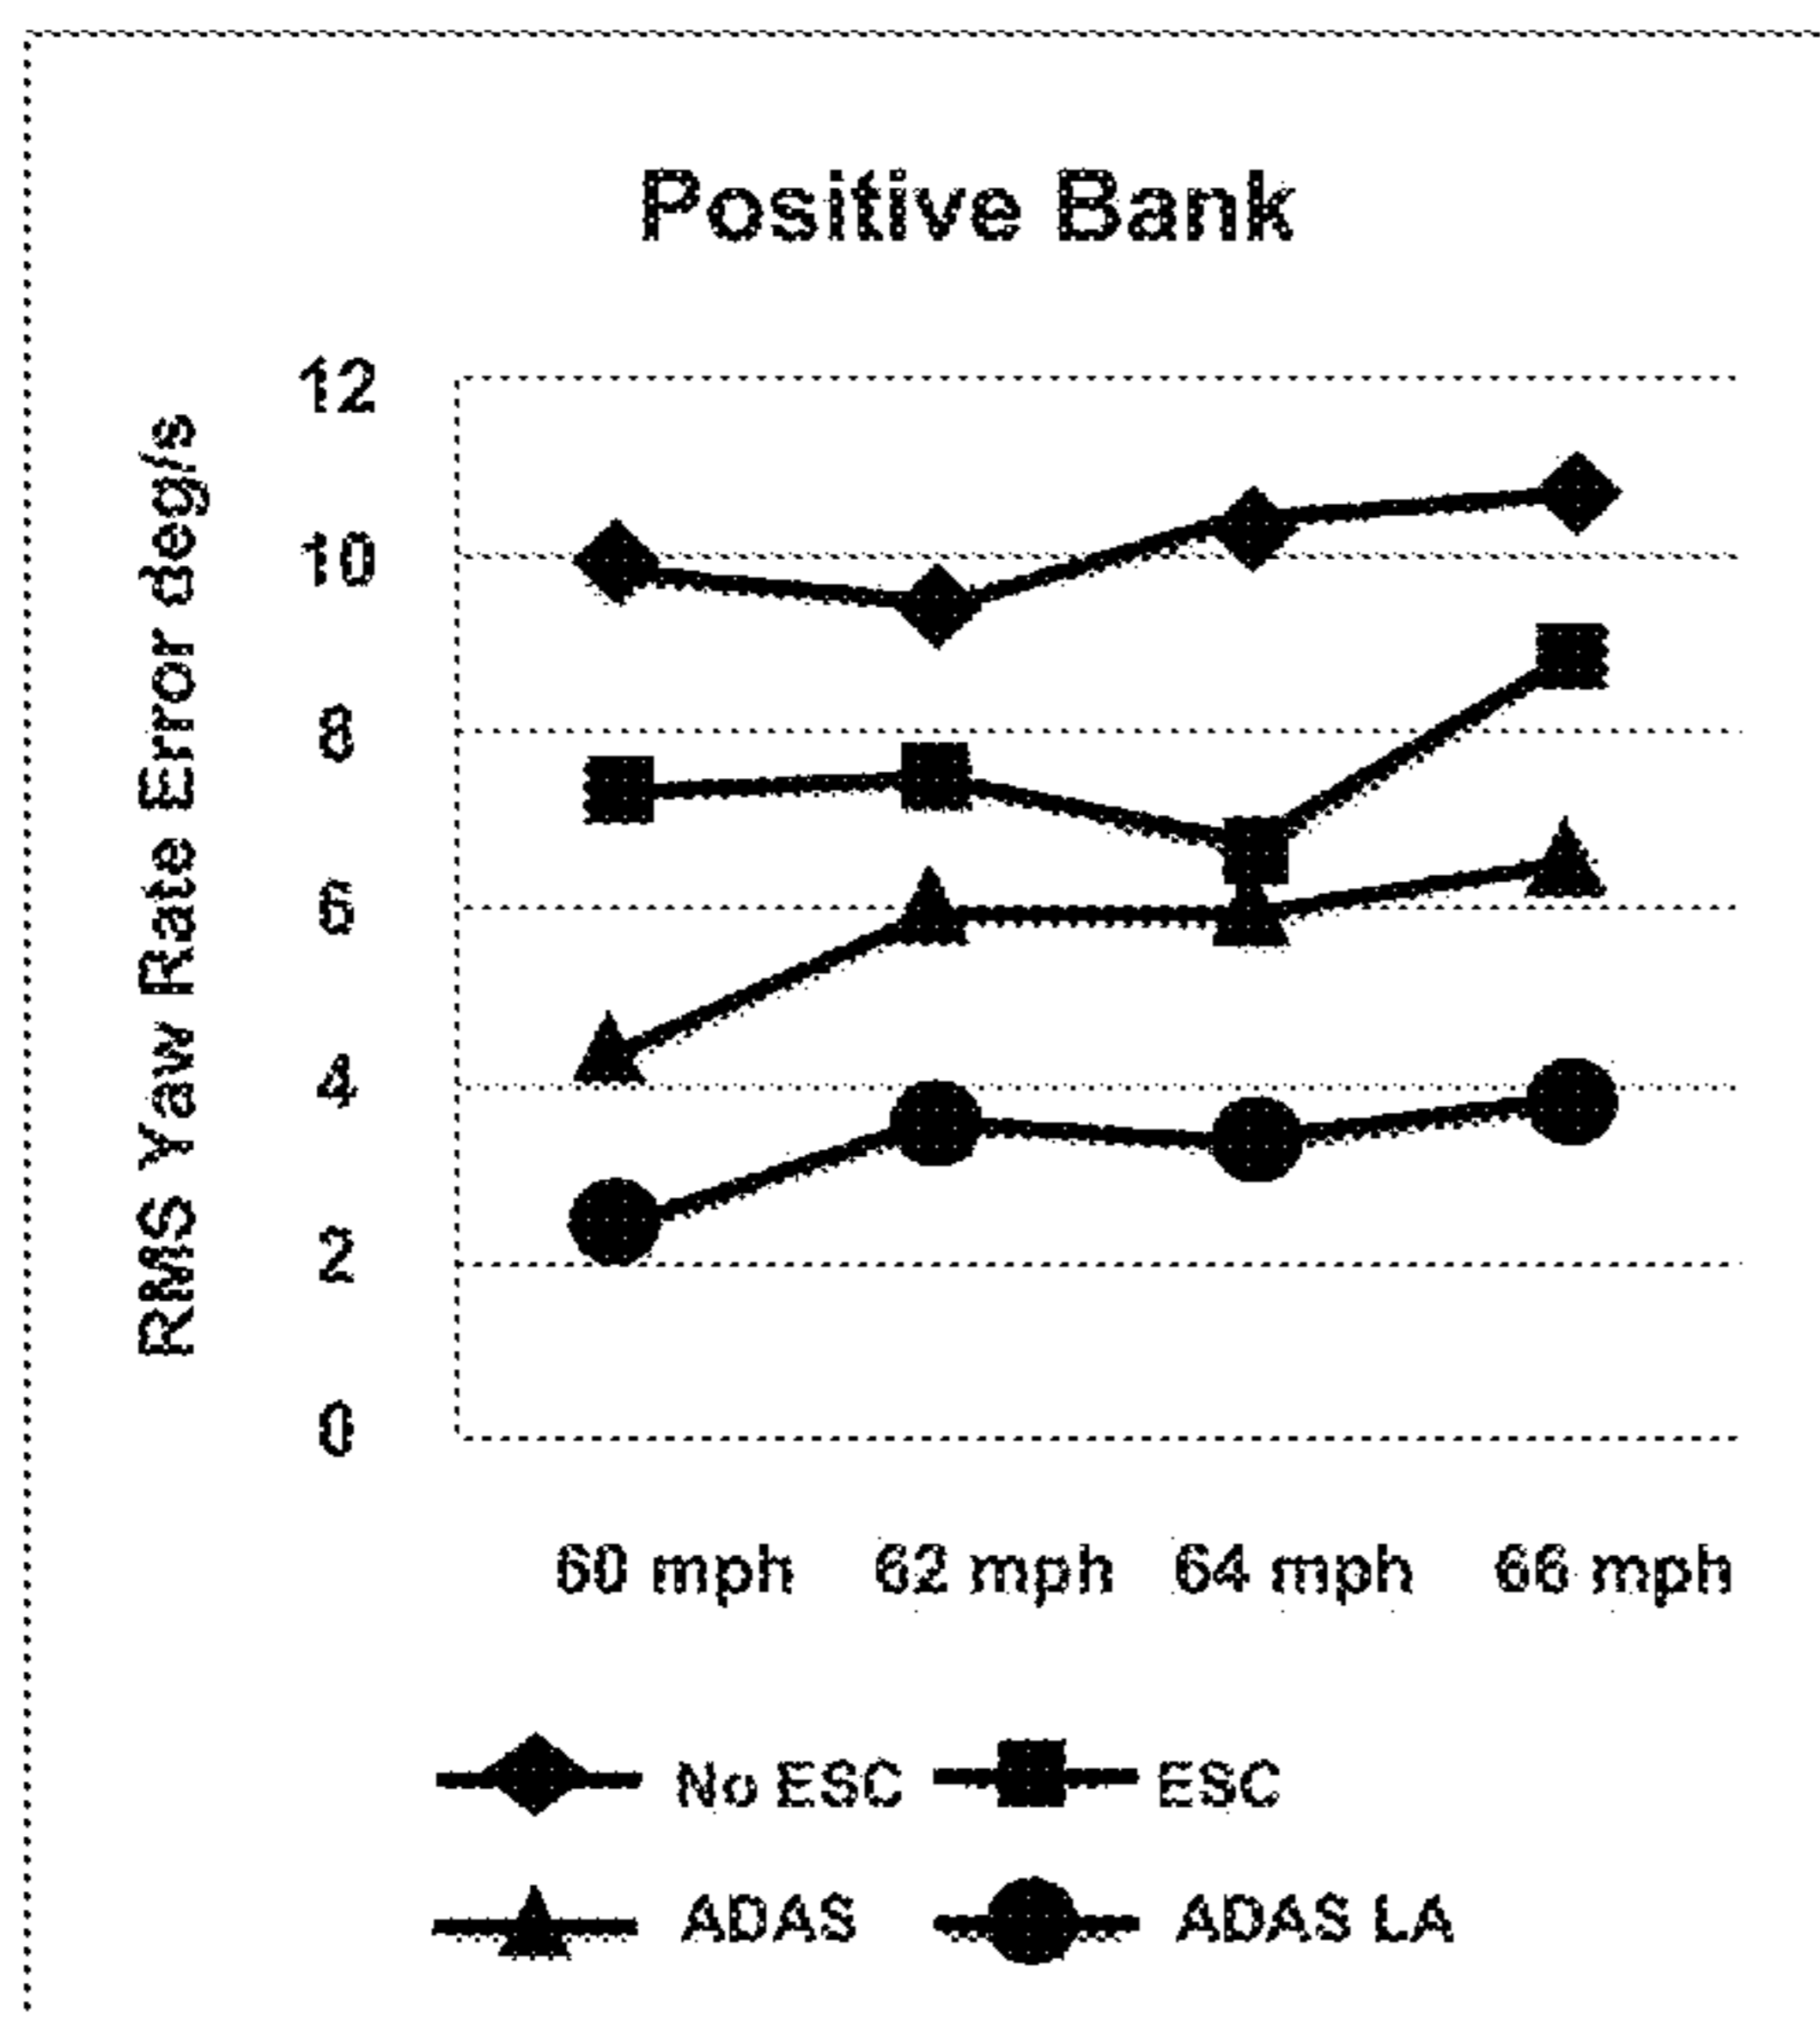 Positive Bank
RMS Yaw Rate Error deg/s
12
10
8
6
4
2
0
60 mph 62 mph 64 mph 66 mph
No ESC ESC
ADAS ADAS LA